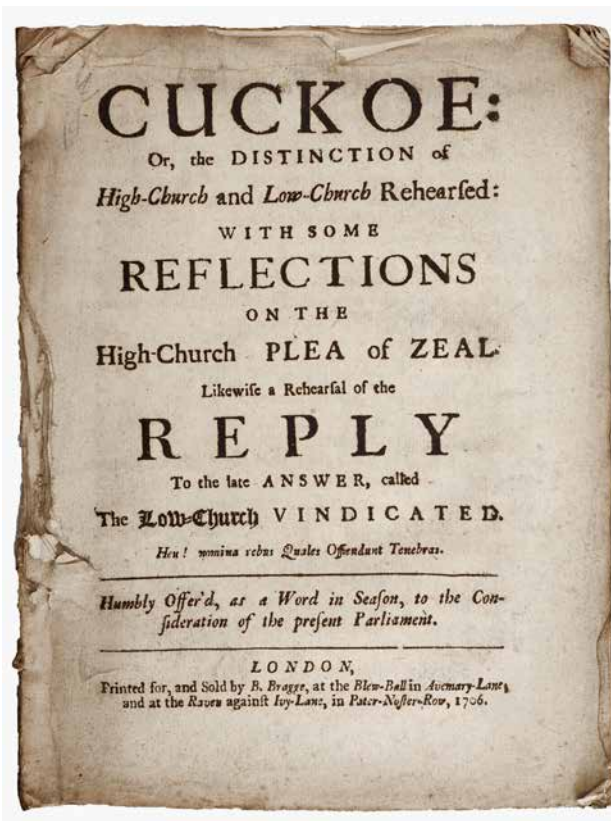 CUCKOE:
Or, the DISTINCTION of
High-Church and Low-Church Rehearſed:
WITH SOME
REFLECTIONS
ON THE
High-Church PLEA of ZEAL.
Likewiſe a Rehearſal of the
REPLY
To the late ANSWER, called
The Low-Church VINDICATED.
Heu! nomina rebus Quales Offendunt Tenebras.
Humbly Offer'd, as a Word in Seaſon, to the Con-
ſideration of the preſent Parliament.
LONDON,
Printed for, and Sold by B. Bragge, at the Blew-Ball in Avemary-Lane,
and at the Raven againſt Ivy-Lane, in Pater-Noſter-Row, 1706.